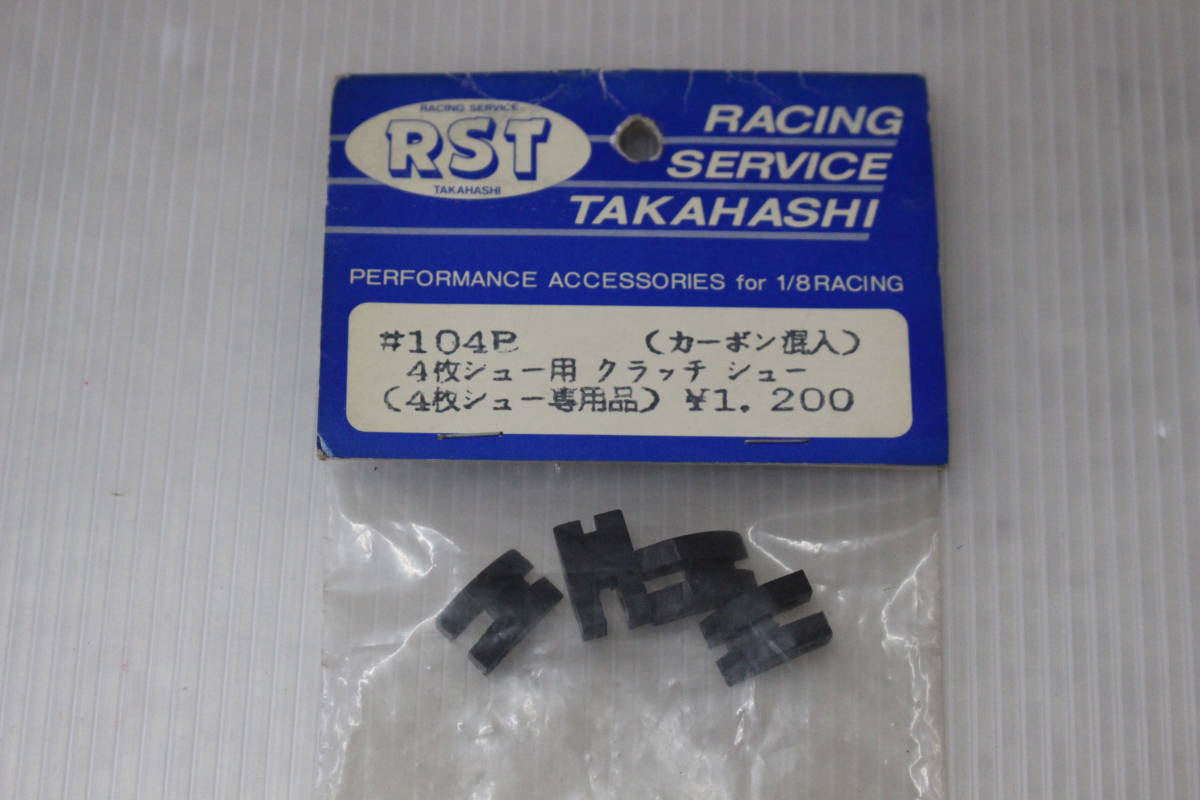 RACING SERVICE
RST
TAKAHASHI
RACING
SERVICE
TAKAHASHI
PERFORMANCE ACCESSORIES for 1/8 RACING
#104B (カーボン混入)
4枚シュー用 クラッチ シュー
(4枚シュー専用品) ¥1,200